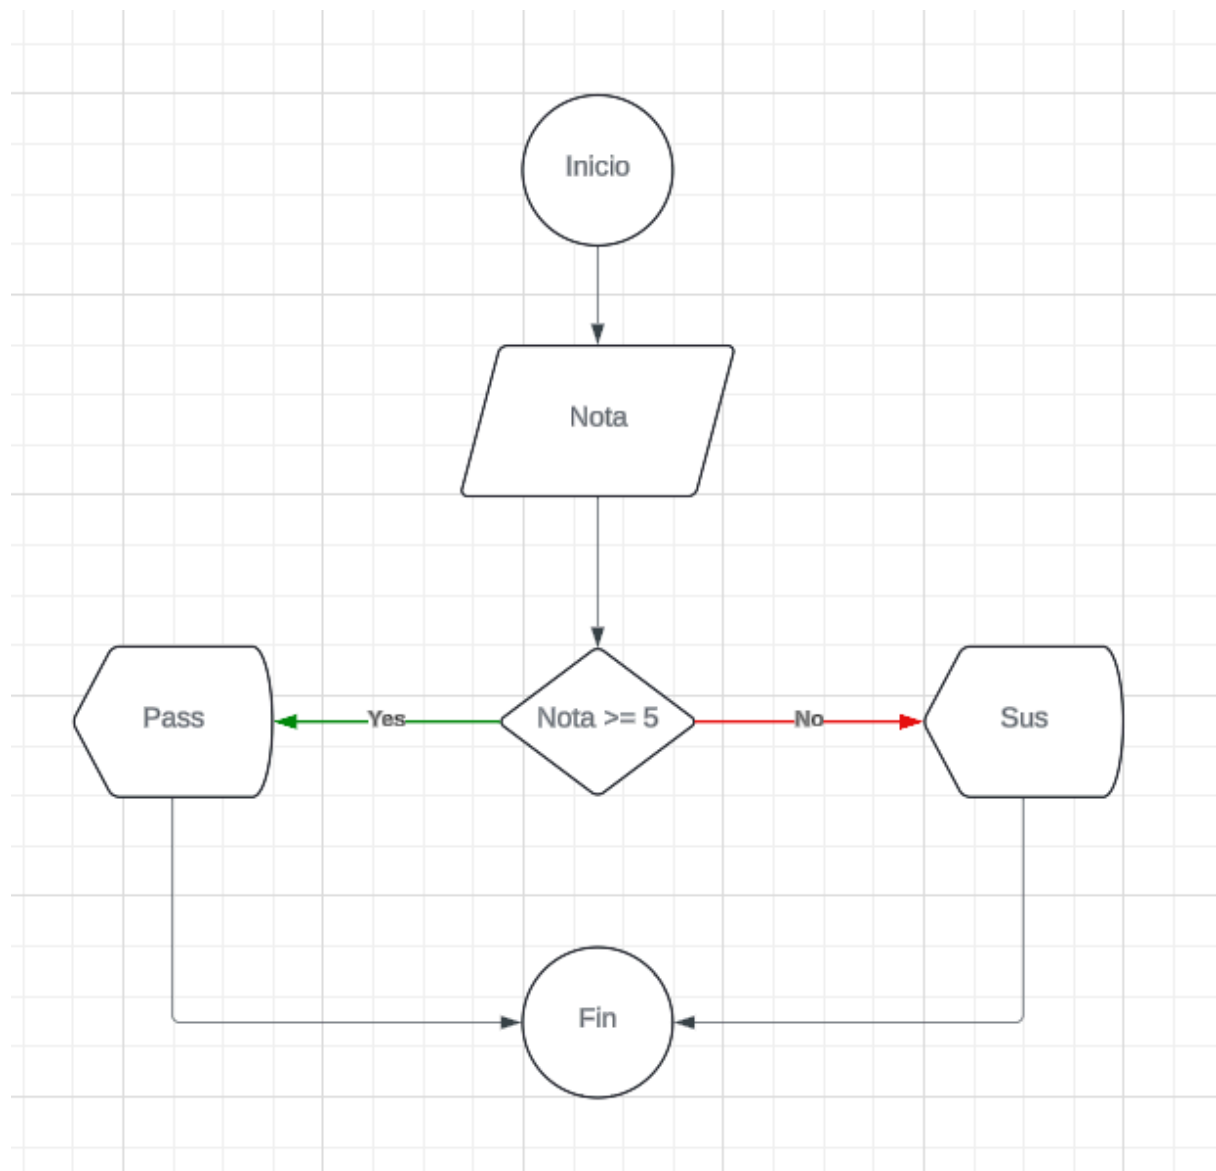 Inicio
Nota
Pass
Yes
Nota >= 5
No
Sus
Fin